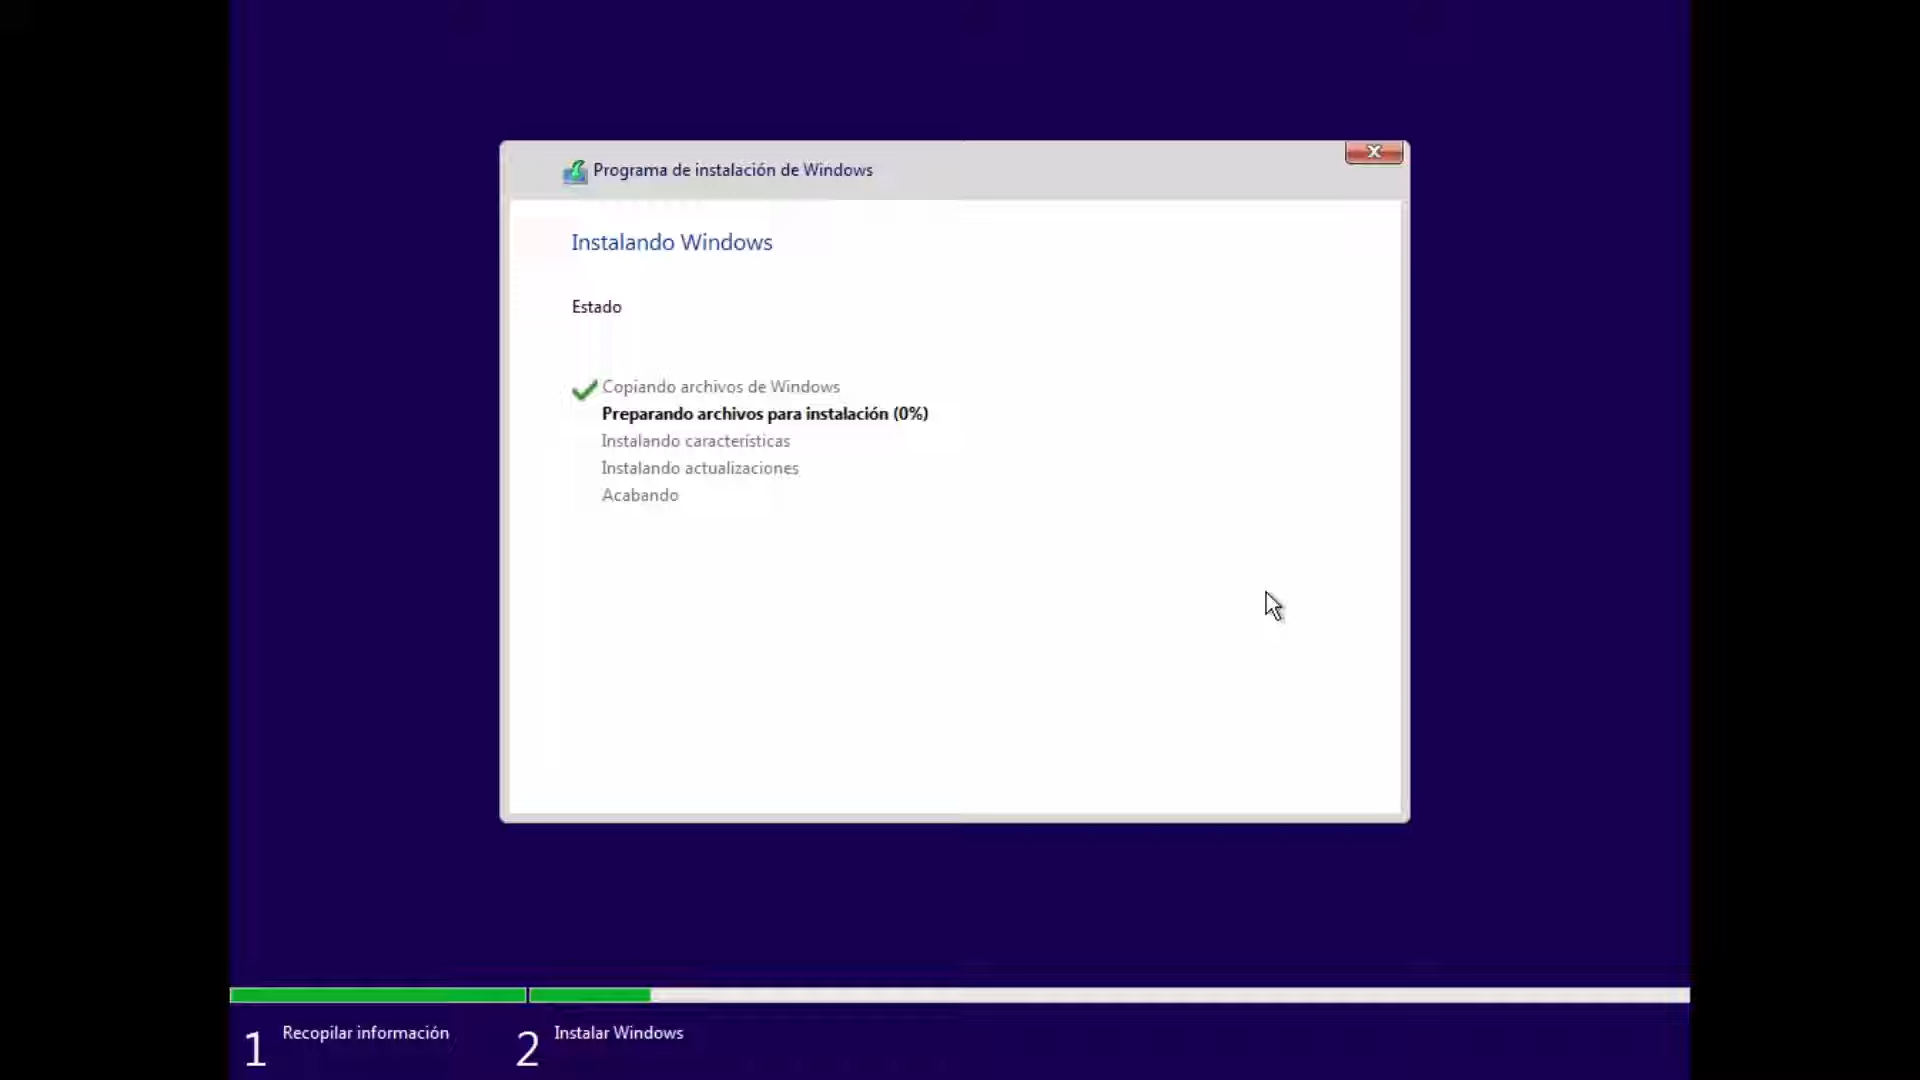 Programa de instalación de Windows
Instalando Windows
Estado
Copiando archivos de Windows
Preparando archivos para instalación (0%)
Instalando características
Instalando actualizaciones
Acabando
1 Recopilar información
2 Instalar Windows